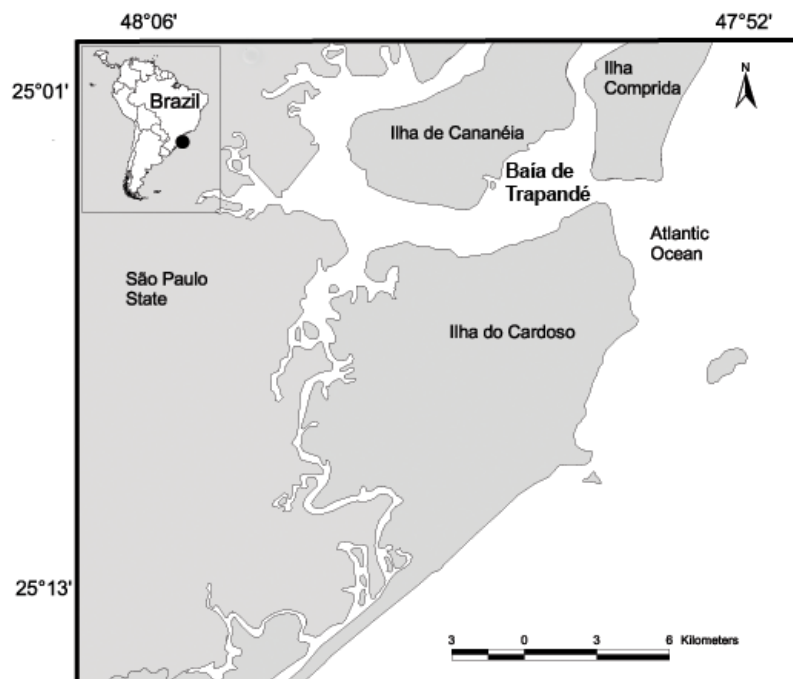 48°06'
47°52'
25°01'
Brazil
Ilha
Comprida
N
Ilha de Cananéia
Baía de
Trapandé
Atlantic
Ocean
São Paulo
State
Ilha do Cardoso
25°13'
3 0 3 6 Kilometers